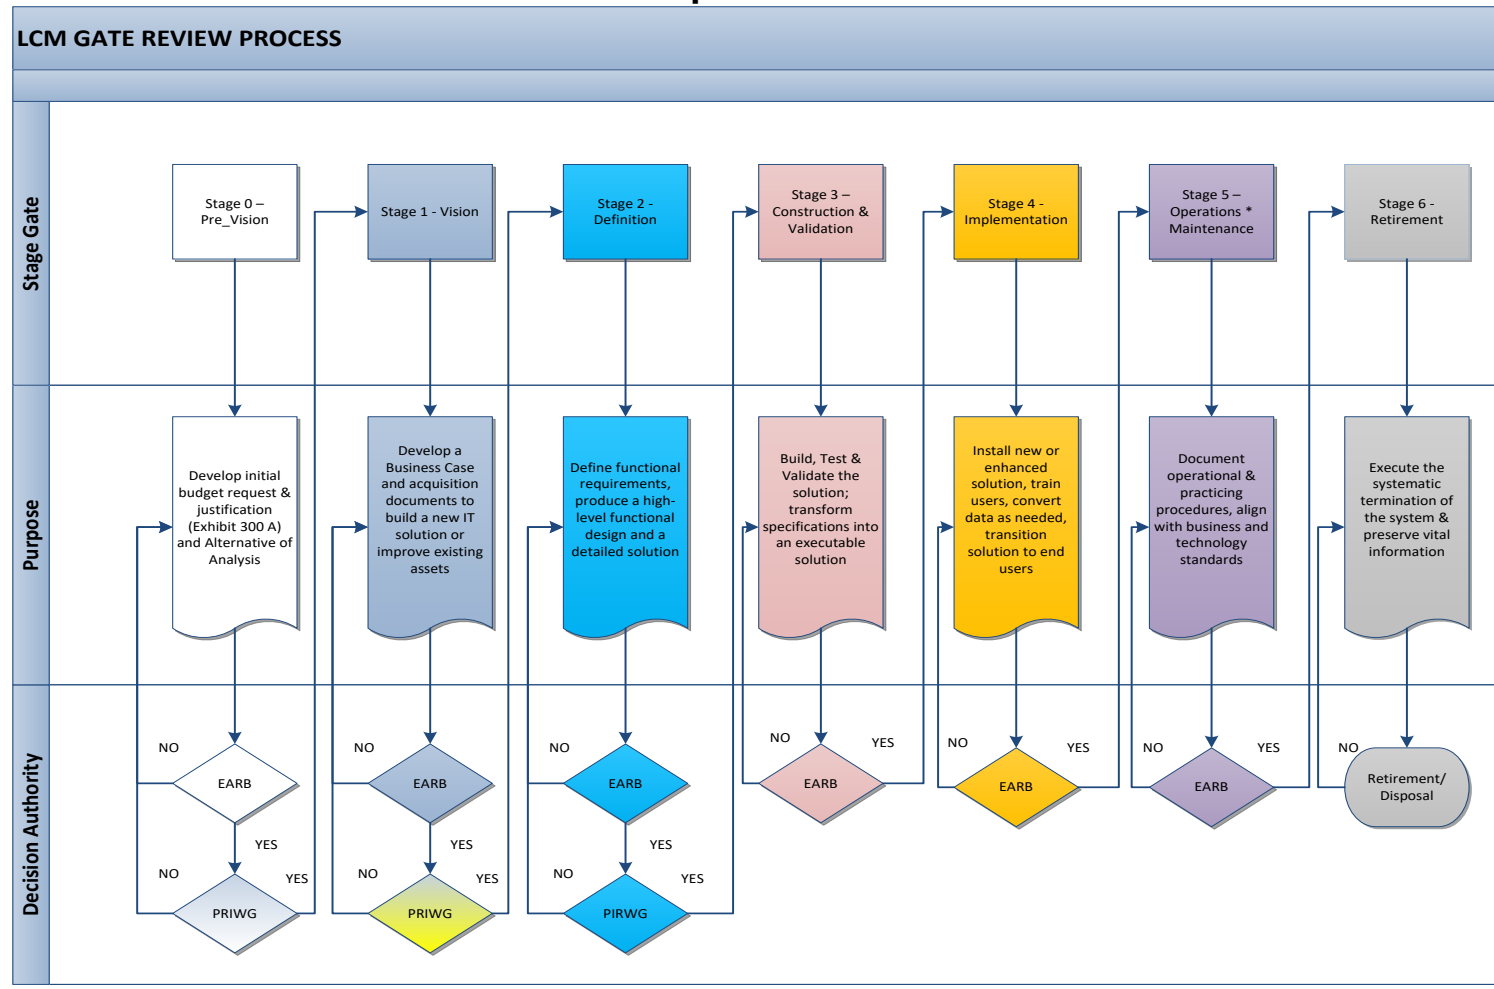 LCM GATE REVIEW PROCESS
Stage Gate
Stage 0 –
Pre_Vision
Stage 1 - Vision
Stage 2 -
Definition
Stage 3 –
Construction &
Validation
Stage 4 -
Implementation
Stage 5 –
Operations *
Maintenance
Stage 6 -
Retirement
Purpose
Develop initial
budget request &
justification
(Exhibit 300 A)
and Alternative of
Analysis
Develop a
Business Case
and acquisition
documents to
build a new IT
solution or
improve existing
assets
Define functional
requirements,
produce a high-
level functional
design and a
detailed solution
Build, Test &
Validate the
solution;
transform
specifications into
an executable
solution
Install new or
enhanced
solution, train
users, convert
data as needed,
transition
solution to end
users
Document
operational &
practicing
procedures, align
with business and
technology
standards
Execute the
systematic
termination of
the system &
preserve vital
information
Decision Authority
NO
EARB
YES
NO
PRIWG
YES
NO
EARB
YES
NO
PRIWG
YES
NO
EARB
YES
NO
PIRWG
YES
NO
EARB
YES
NO
EARB
YES
NO
EARB
YES
NO
Retirement/
Disposal